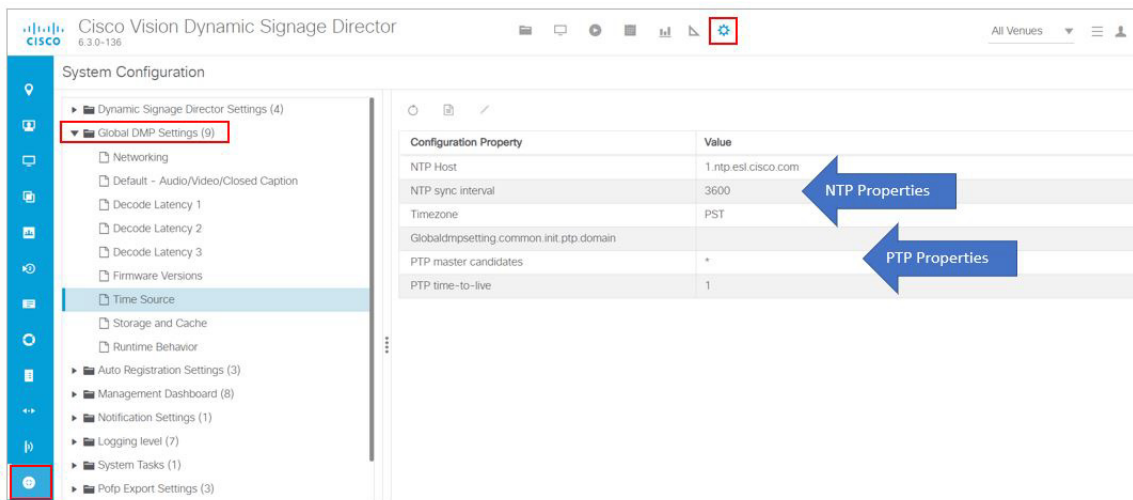 Cisco Vision Dynamic Signage Director
CISCO
6.3.0-136
All Venues
System Configuration
Dynamic Signage Director Settings (4)
Global DMP Settings (9)
Networking
Default - Audio/Video/Closed Caption
Decode Latency 1
Decode Latency 2
Decode Latency 3
Firmware Versions
Time Source
Storage and Cache
Runtime Behavior
Auto Registration Settings (3)
Management Dashboard (8)
Notification Settings (1)
Logging level (7)
System Tasks (1)
Pofp Export Settings (3)
Configuration Property Value
NTP Host 1.ntp.esl.cisco.com
NTP sync interval 3600
NTP Properties
Timezone PST
Globaldmpsetting.common.init.ptp.domain
PTP master candidates *
PTP Properties
PTP time-to-live 1